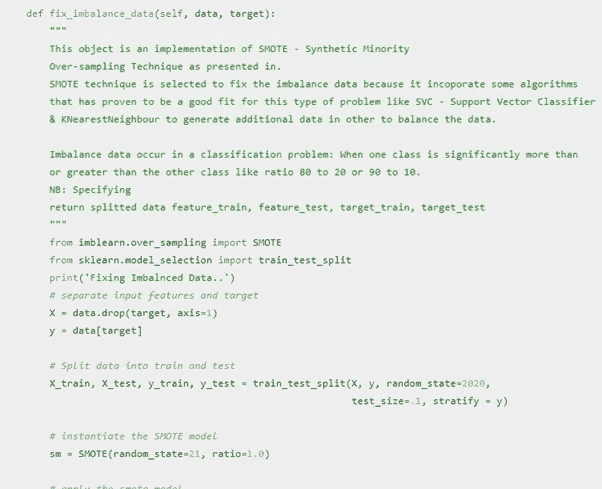 def fix_imbalance_data(self, data, target):
"""
This object is an implementation of SMOTE - Synthetic Minority
Over-sampling Technique as presented in.
SMOTE technique is selected to fix the imbalance data because it incoporate some algorithms
that has proven to be a good fit for this type of problem like SVC - Support Vector Classifier
& KNearestNeighbour to generate additional data in other to balance the data.
Imbalance data occur in a classification problem: When one class is significantly more than
or greater than the other class like ratio 80 to 20 or 90 to 10.
NB: Specifying
return splitted data feature_train, feature_test, target_train, target_test
"""
from imblearn.over_sampling import SMOTE
from sklearn.model_selection import train_test_split
print('Fixing Imbalnced Data..')
# separate input features and target
X = data.drop(target, axis=1)
y = data[target]
# Split data into train and test
X_train, X_test, y_train, y_test = train_test_split(X, y, random_state=2020,
test_size=.1, stratify = y)
# instantiate the SMOTE model
sm = SMOTE(random_state=21, ratio=1.0)
# apply the smote model